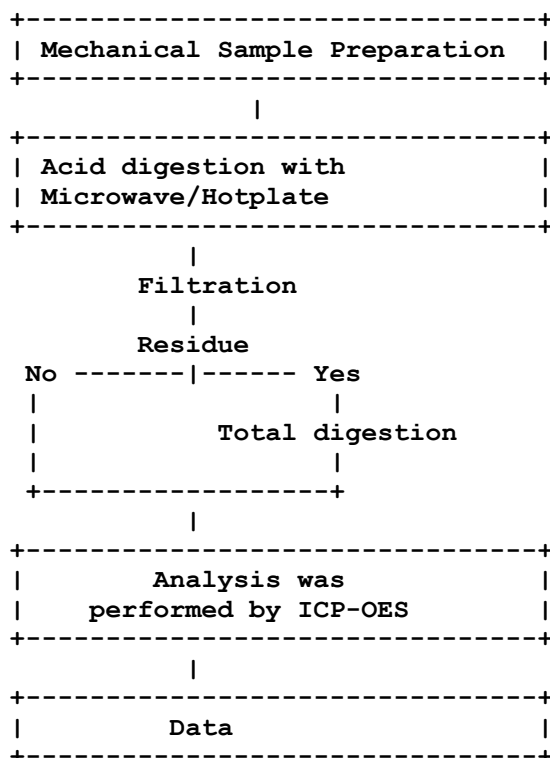 Mechanical Sample Preparation
Acid digestion with
Microwave/Hotplate
Filtration
Residue
No Yes
Total digestion
Analysis was
performed by ICP-OES
Data